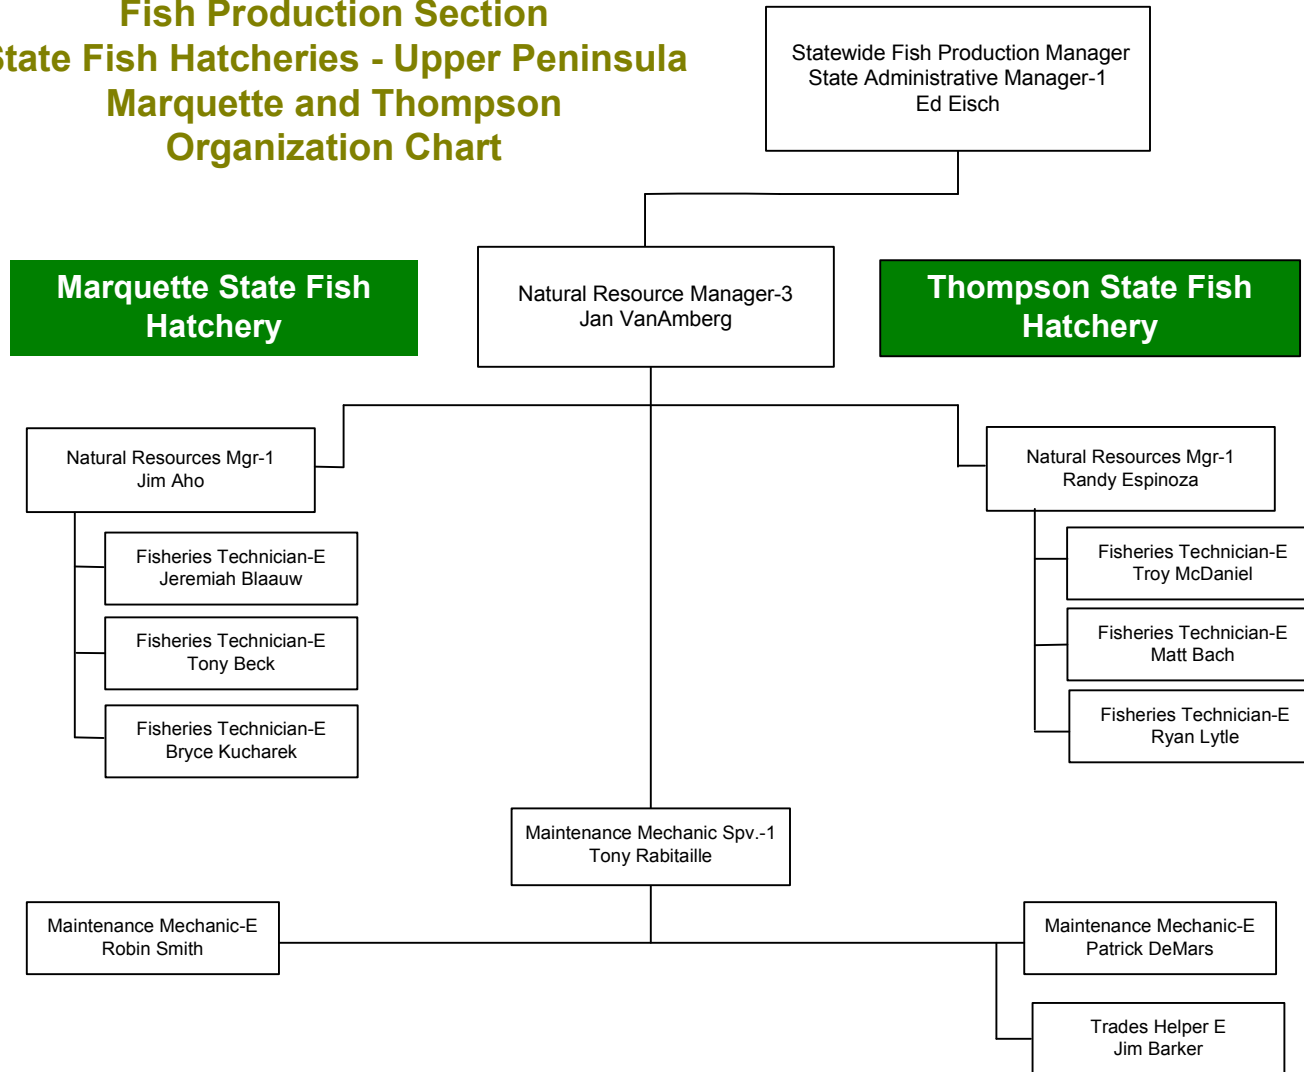 Fish Production Section
State Fish Hatcheries - Upper Peninsula
Marquette and Thompson
Organization Chart
Statewide Fish Production Manager
State Administrative Manager-1
Ed Eisch
Marquette State Fish
Hatchery
Natural Resource Manager-3
Jan VanAmberg
Thompson State Fish
Hatchery
Natural Resources Mgr-1
Jim Aho
Natural Resources Mgr-1
Randy Espinoza
Fisheries Technician-E
Jeremiah Blaauw
Fisheries Technician-E
Tony Beck
Fisheries Technician-E
Bryce Kucharek
Fisheries Technician-E
Troy McDaniel
Fisheries Technician-E
Matt Bach
Fisheries Technician-E
Ryan Lytle
Maintenance Mechanic Spv.-1
Tony Rabitaille
Maintenance Mechanic-E
Robin Smith
Maintenance Mechanic-E
Patrick DeMars
Trades Helper E
Jim Barker